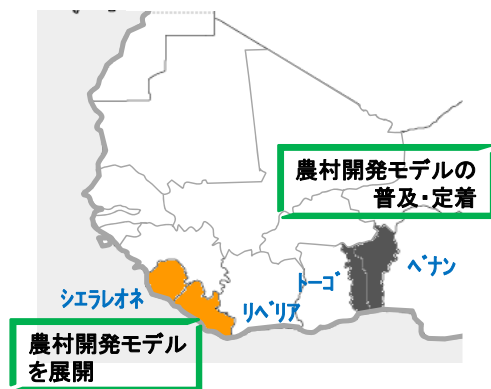 農村開発モデルの
普及・定着
ﾄｰｺﾞ
ﾍﾞﾅﾝ
ｼｴﾗﾚｵﾈ
ﾘﾍﾞﾘｱ
農村開発モデル
を展開